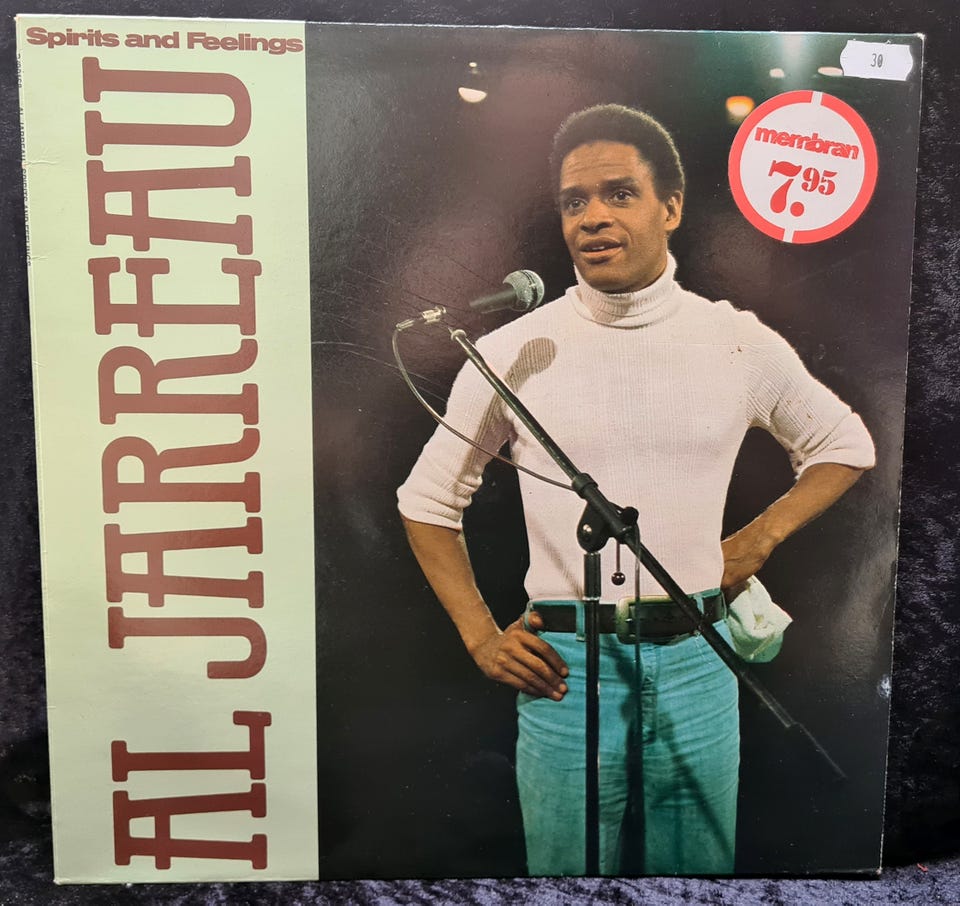 Spirits and Feelings
AL JARREAU
30
membran
7.95